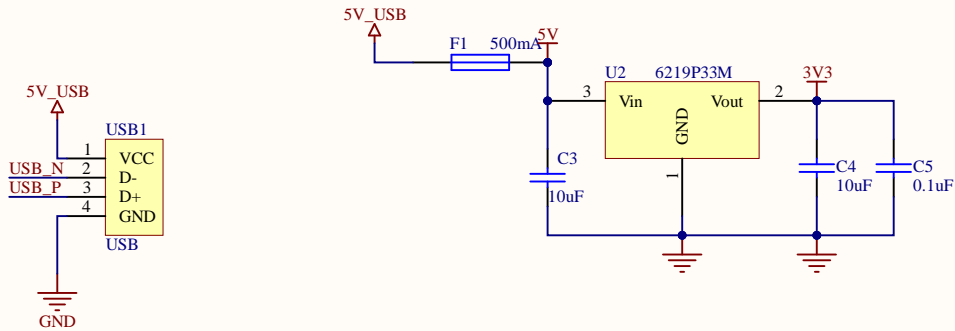 5V_USB
F1 500mA
5V
U2 6219P33M
3 Vin Vout 2
GND
1
3V3
C3
10uF
C4
10uF
C5
0.1uF
5V_USB
USB1
1 VCC
USB_N 2 D-
USB_P 3 D+
4 GND
USB
GND